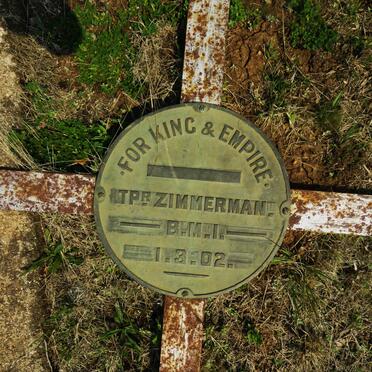 FOR KING & EMPIRE
TPR ZIMMERMAN
B.M.I.
1.3.02.